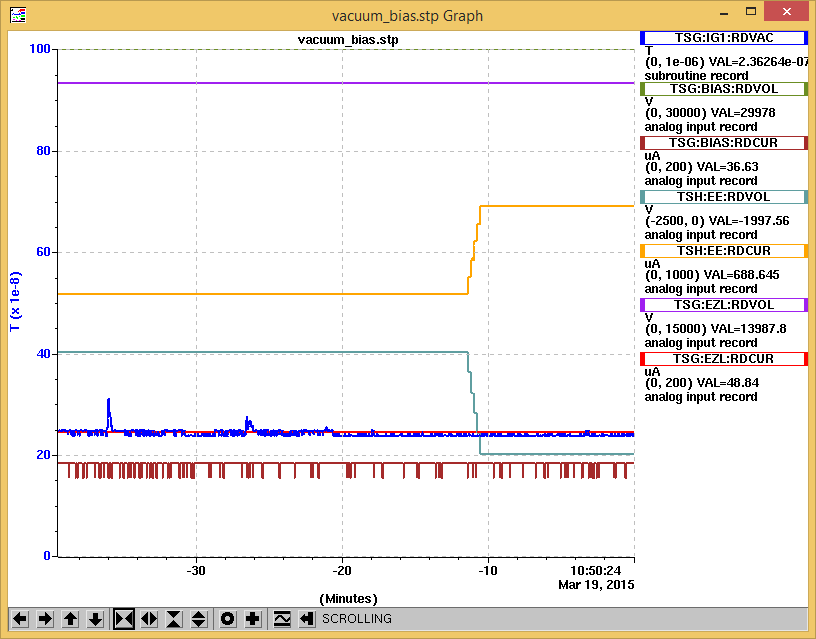 vacuum_bias.stp Graph
vacuum_bias.stp
100
80
60
40
20
0
T (x 1e-8)
-30
-20
-10
10:50:24
Mar 19, 2015
(Minutes)
TSG:IG1:RDVAC
T
(0, 1e-06) VAL=2.36264e-07
subroutine record
TSG:BIAS:RDVOL
V
(0, 30000) VAL=29978
analog input record
TSG:BIAS:RDCUR
uA
(0, 200) VAL=36.63
analog input record
TSH:EE:RDVOL
V
(-2500, 0) VAL=-1997.56
analog input record
TSH:EE:RDCUR
uA
(0, 1000) VAL=688.645
analog input record
TSG:EZL:RDVOL
V
(0, 15000) VAL=13987.8
analog input record
TSG:EZL:RDCUR
uA
(0, 200) VAL=48.84
analog input record
SCROLLING